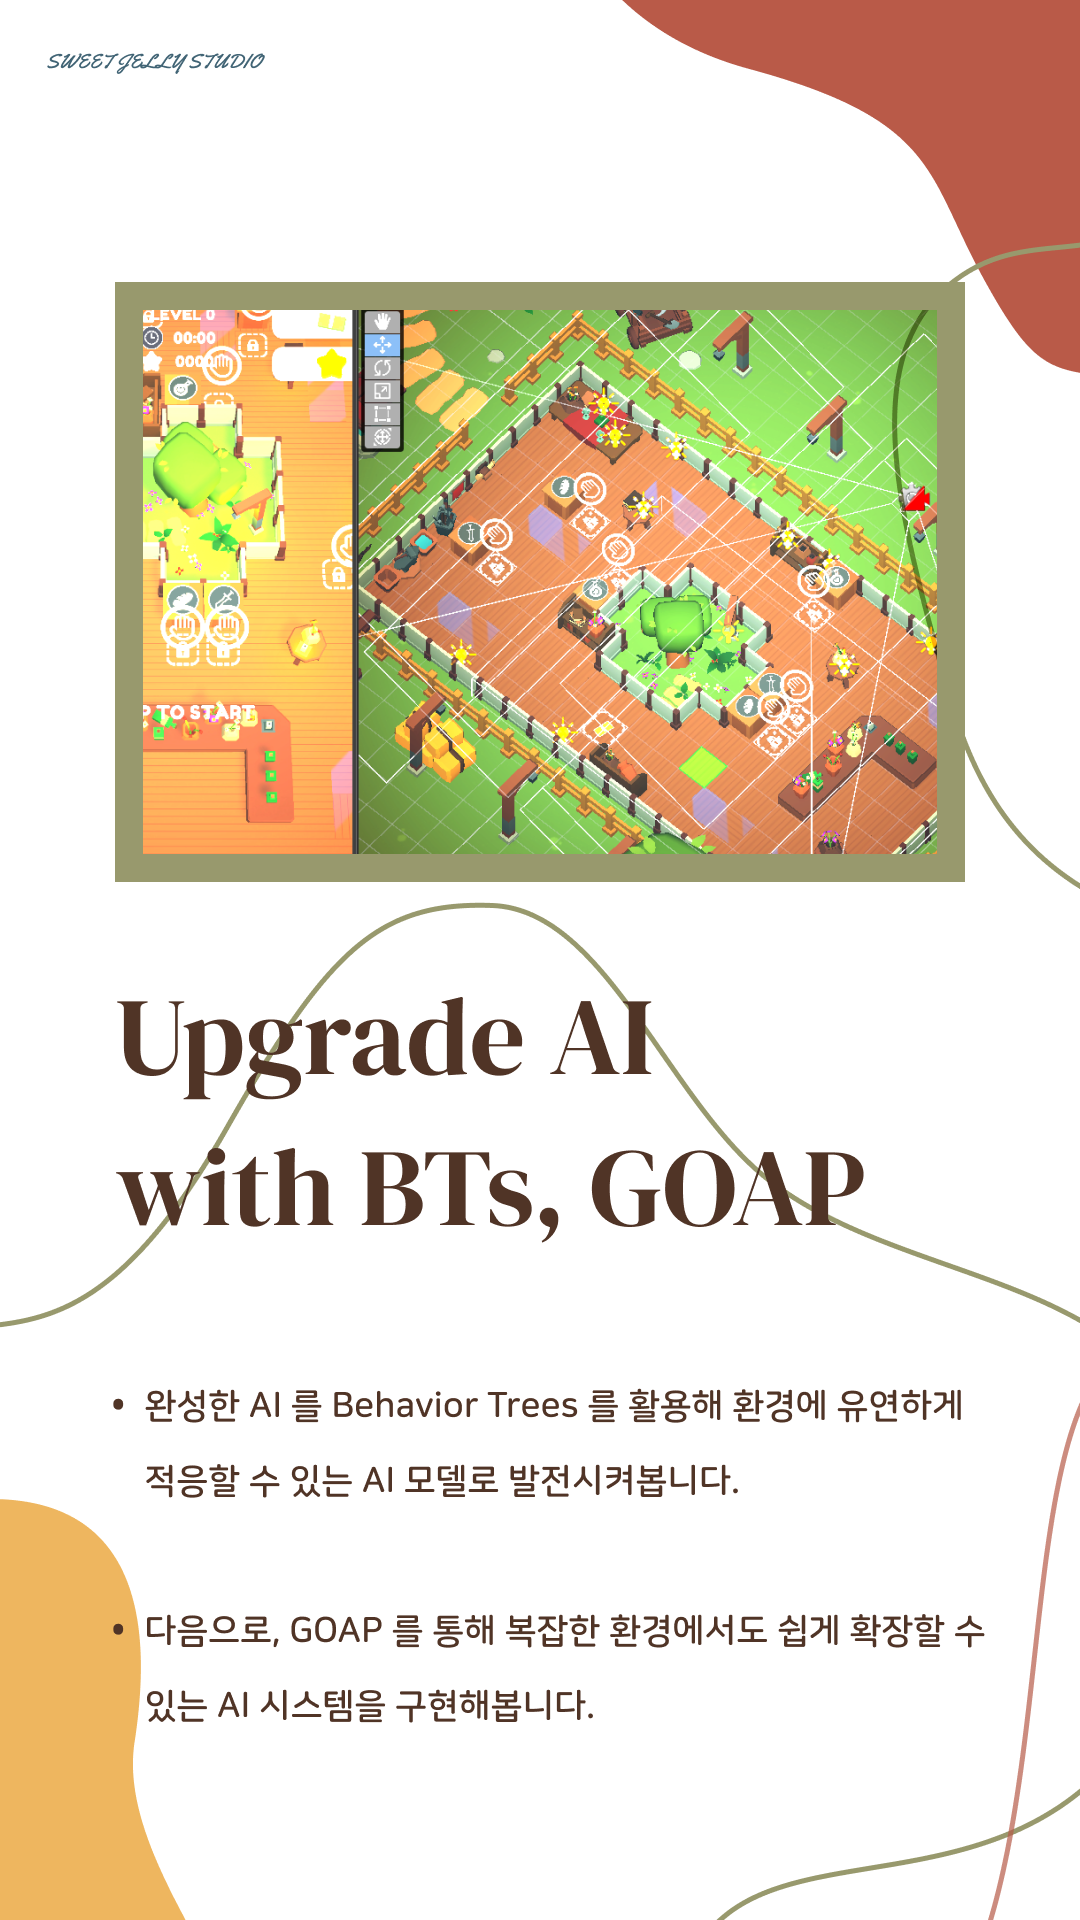 SWEET JELLY STUDIO
LEVEL 0
00:00
TO START
Upgrade AI
with BTs, GOAP
• 완성한 AI 를 Behavior Trees 를 활용해 환경에 유연하게
적응할 수 있는 AI 모델로 발전시켜봅니다.
• 다음으로, GOAP 를 통해 복잡한 환경에서도 쉽게 확장할 수
있는 AI 시스템을 구현해봅니다.